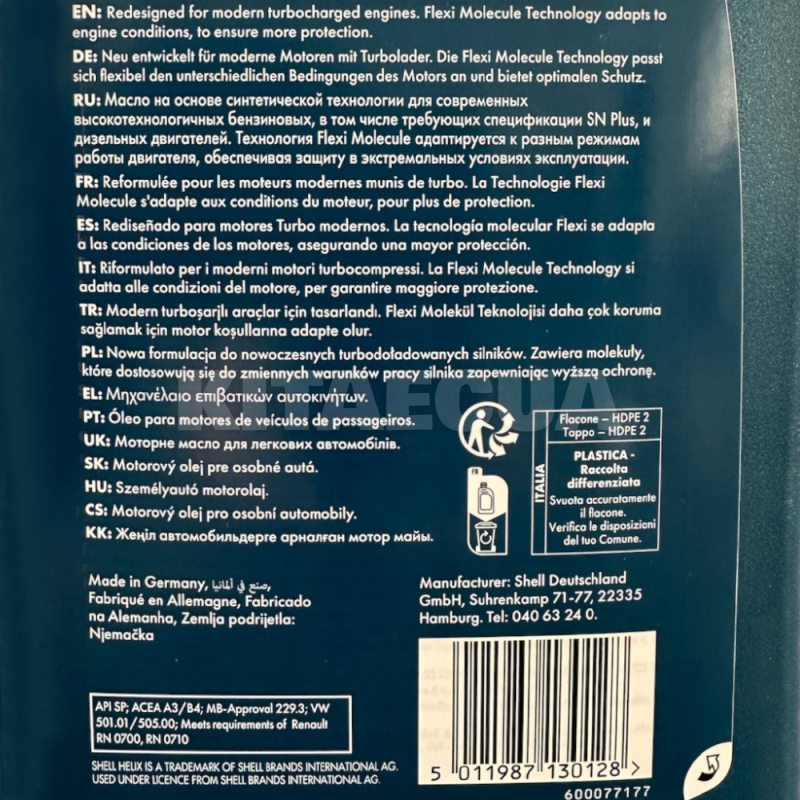 EN: Redesigned for modern turbocharged engines. Flexi Molecule Technology adapts to
engine conditions, to ensure more protection.
DE: Neu entwickelt für moderne Motoren mit Turbolader. Die Flexi Molecule Technology passt
sich flexibel den unterschiedlichen Bedingungen des Motors an und bietet optimalen Schutz.
RU: Масло на основе синтетической технологии для современных
высокотехнологичных бензиновых, в том числе требующих спецификации SN Plus, и
дизельных двигателей. Технология Flexi Molecule адаптируется к разным режимам
работы двигателя, обеспечивая защиту в экстремальных условиях эксплуатации.
FR: Reformulée pour les moteurs modernes munis de turbo. La Technologie Flexi
Molecule s'adapte aux conditions du moteur, pour plus de protection.
ES: Rediseñado para motores Turbo modernos. La tecnología molecular Flexi se adapta
a las condiciones de los motores, asegurando una mayor protección.
IT: Riformulato per i moderni motori turbocompressi. La Flexi Molecule Technology si
adatta alle condizioni del motore, per garantire maggiore protezione.
TR: Modern turboşarjlı araçlar için tasarlandı. Flexi Molekül Teknolojisi daha çok koruma
sağlamak için motor koşullarına adapte olur.
PL: Nowa formulacja do nowoczesnych turbodoładowanych silników. Zawiera molekuły,
które dostosowują się do zmiennych warunków pracy silnika zapewniając wyższą ochronę.
EL: Μηχανέλαιο επιβατικών αυτοκινήτων.
PT: Óleo para motores de veículos de passageiros.
UK: Моторне масло для легкових автомобілів.
SK: Motorový olej pre osobné autá.
HU: Személyautó motorolaj.
CS: Motorový olej pro osobní automobily.
KK: Жеңіл автомобильдерге арналған мотор майы.
KITAECUA
FR
ITALIA
Flacone – HDPE 2
Tappo – HDPE 2
PLASTICA -
Raccolta
differenziata
Svuota accuratamente
il flacone.
Verifica le disposizioni
del tuo Comune.
Made in Germany, صنع في ألمانيا,
Fabriqué en Allemagne, Fabricado
na Alemanha, Zemlja podrijetla:
Njemačka
Manufacturer: Shell Deutschland
GmbH, Suhrenkamp 71-77, 22335
Hamburg. Tel: 040 63 24 0.
API SP; ACEA A3/B4; MB-Approval 229.3; VW
501.01/505.00; Meets requirements of Renault
RN 0700, RN 0710
SHELL HELIX IS A TRADEMARK OF SHELL BRANDS INTERNATIONAL AG.
USED UNDER LICENCE FROM SHELL BRANDS INTERNATIONAL AG.
5 011987 130128 >
600077177